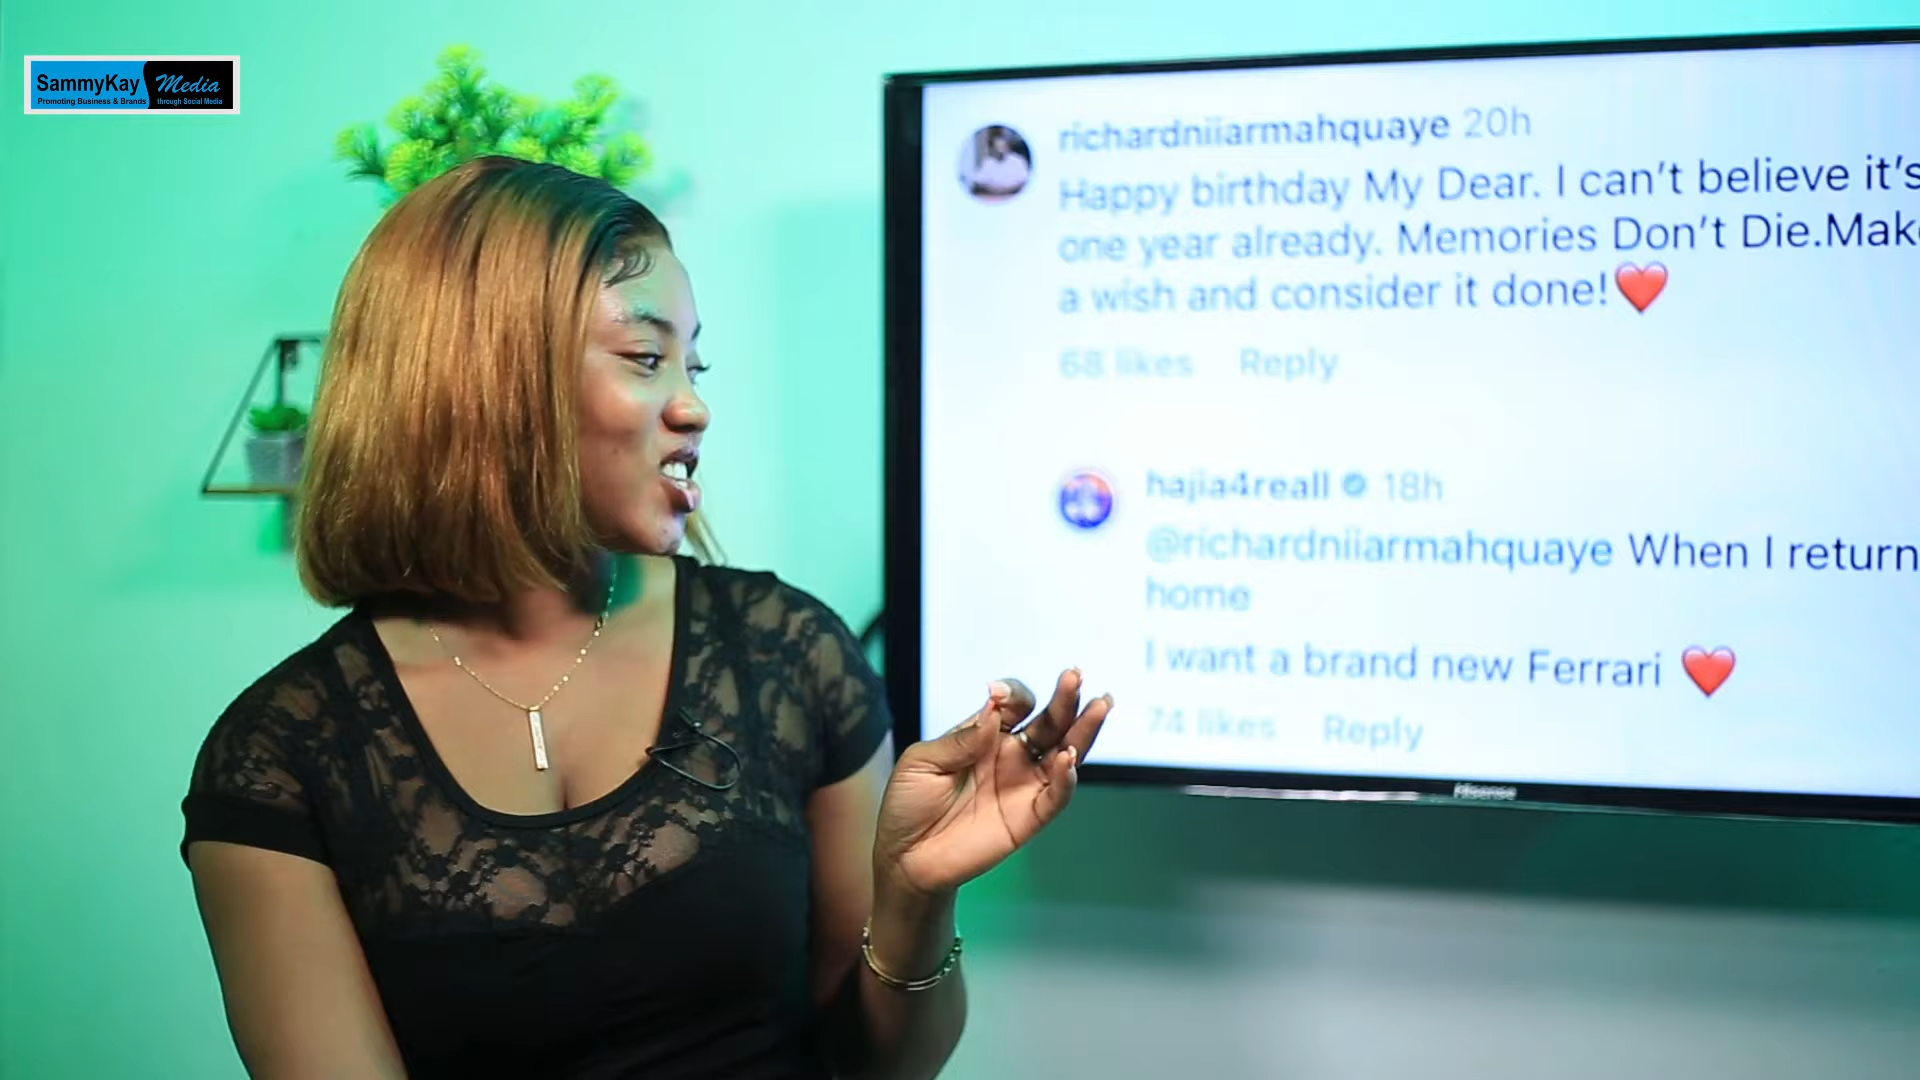 SammyKay Media
Promoting Business & Brands through Social Media
richardniiarmahquaye 20h
Happy birthday My Dear. I can't believe it's
one year already. Memories Don't Die.Make
a wish and consider it done!❤️
68 likes Reply
hajia4reall 18h
@richardniiarmahquaye When I return
home
I want a brand new Ferrari ❤️
74 likes Reply
Hisense